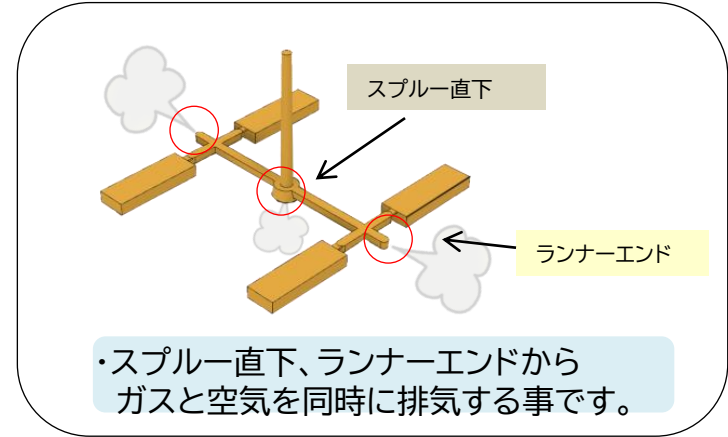 スプルー直下
ランナーエンド
・スプルー直下、ランナーエンドから
ガスと空気を同時に排気する事です。